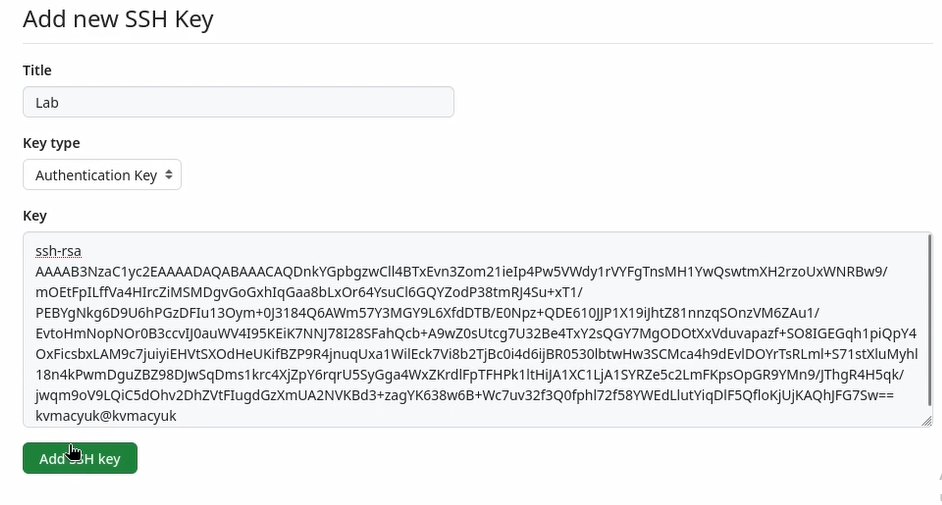 Add new SSH Key
Title
Lab
Key type
Authentication Key
Key
ssh-rsa
AAAAB3NzaC1yc2EAAAADAQABAAACAQDnkYGpbgzwCll4BTxEvn3Zom21ieIp4Pw5VWdy1rVYFgTnsMH1YwQswtmXH2rzoUxWNRBw9/
mOEtFpILffVa4HIrcZiMSMDgvGoGxhIqGaa8bLxOr64YsuCl6GQYZodP38tmRJ4Su+xT1/
PEBYgNkg6D9U6hPGzDFIu13Oym+0J3184Q6AWm57Y3MGY9L6XfdDTB/E0Npz+QDE610JJP1X19iJhtZ81nnzqSOnzVM6ZAu1/
EvtoHmNopNOr0B3ccvIJ0auWV4I95KEiK7NNJ78I28SFahQcb+A9wZ0sUtcg7U32Be4TxY2sQGY7MgODOtXxVduvapazf+SO8IGEGqh1piQpY4
OxFicsbxLAM9c7juiyiEHVtSXOdHeUKifBZP9R4jnuqUxa1WilEck7Vi8b2TjBc0i4d6ijBR0530lbtwHw3SCMca4h9dEvlDOYrTsRLml+S71stXluMyhl
18n4kPwmDguZBZ98DJwSqDms1krc4XjZpY6rqrU5SyGga4WxZKrdlFpTFHPk1ltHiJA1XC1LjA1SYRZe5c2LmFKpsOpGR9YMn9/JThgR4H5qk/
jwqm9oV9LQiC5dOhv2DhZVtFIugdGzXmUA2NVKBd3+zagYK638w6B+Wc7uv32f3Q0fphl72f58YWEdLlutYiqDlF5QfloKjUjKAQhJFG7Sw==
kvmacyuk@kvmacyuk
Add SSH key